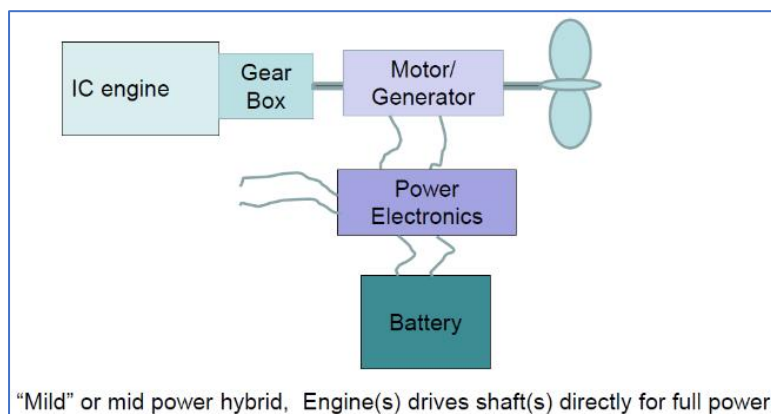 IC engine
Gear
Box
Motor/
Generator
Power
Electronics
Battery
“Mild” or mid power hybrid, Engine(s) drives shaft(s) directly for full power